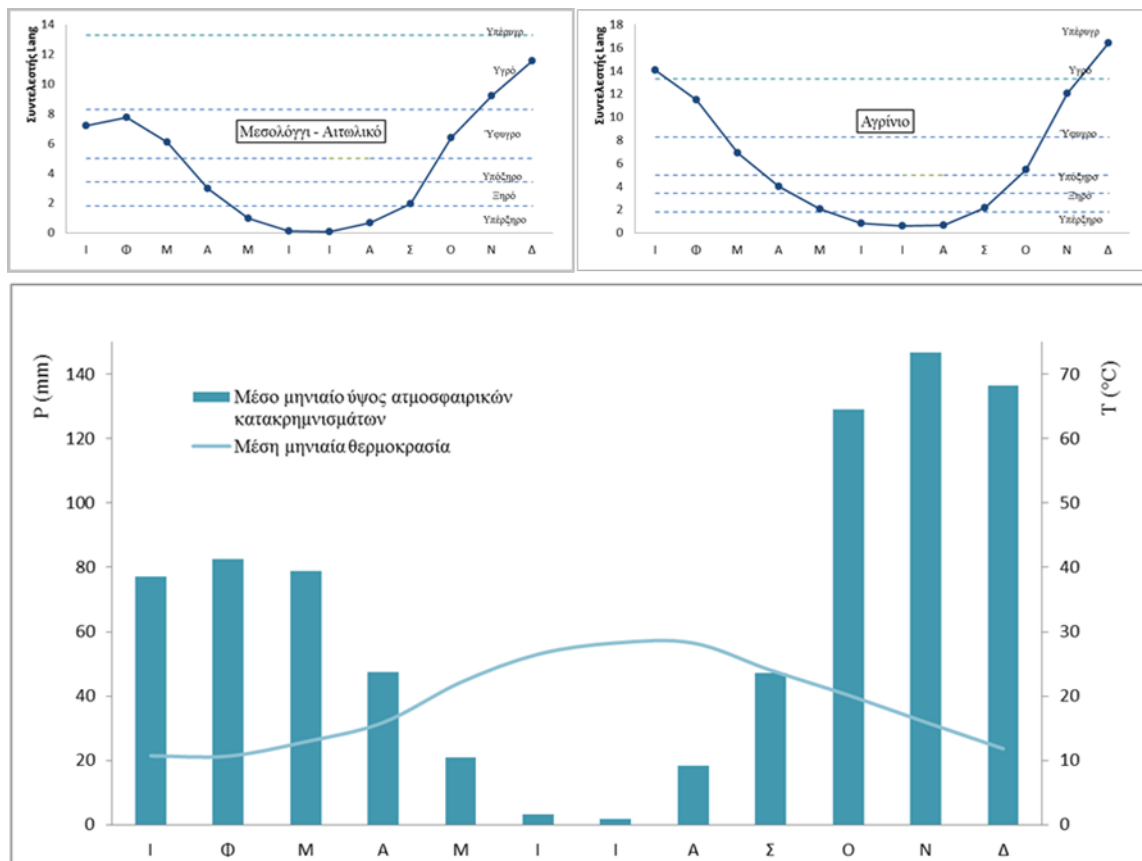 Συντελεστής Lang
14
12
10
8
6
4
2
0
Υπέρυγρ
Υγρό
Ύφυγρο
Υπόξηρο
Ξηρό
Υπέρξηρο
Μεσολόγγι - Αιτωλικό
Ι Φ Μ Α Μ Ι Ι Α Σ Ο Ν Δ
Συντελεστής Lang
18
16
14
12
10
8
6
4
2
0
Υπέρυγρ
Υγρό
Ύφυγρο
Υπόξηρο
Ξηρό
Υπέρξηρο
Αγρίνιο
Ι Φ Μ Α Μ Ι Ι Α Σ Ο Ν Δ
P (mm)
140
120
100
80
60
40
20
0
Μέσο μηνιαίο ύψος ατμοσφαιρικών
κατακρημνισμάτων
Μέση μηνιαία θερμοκρασία
T (°C)
70
60
50
40
30
20
10
0
Ι Φ Μ Α Μ Ι Ι Α Σ Ο Ν Δ